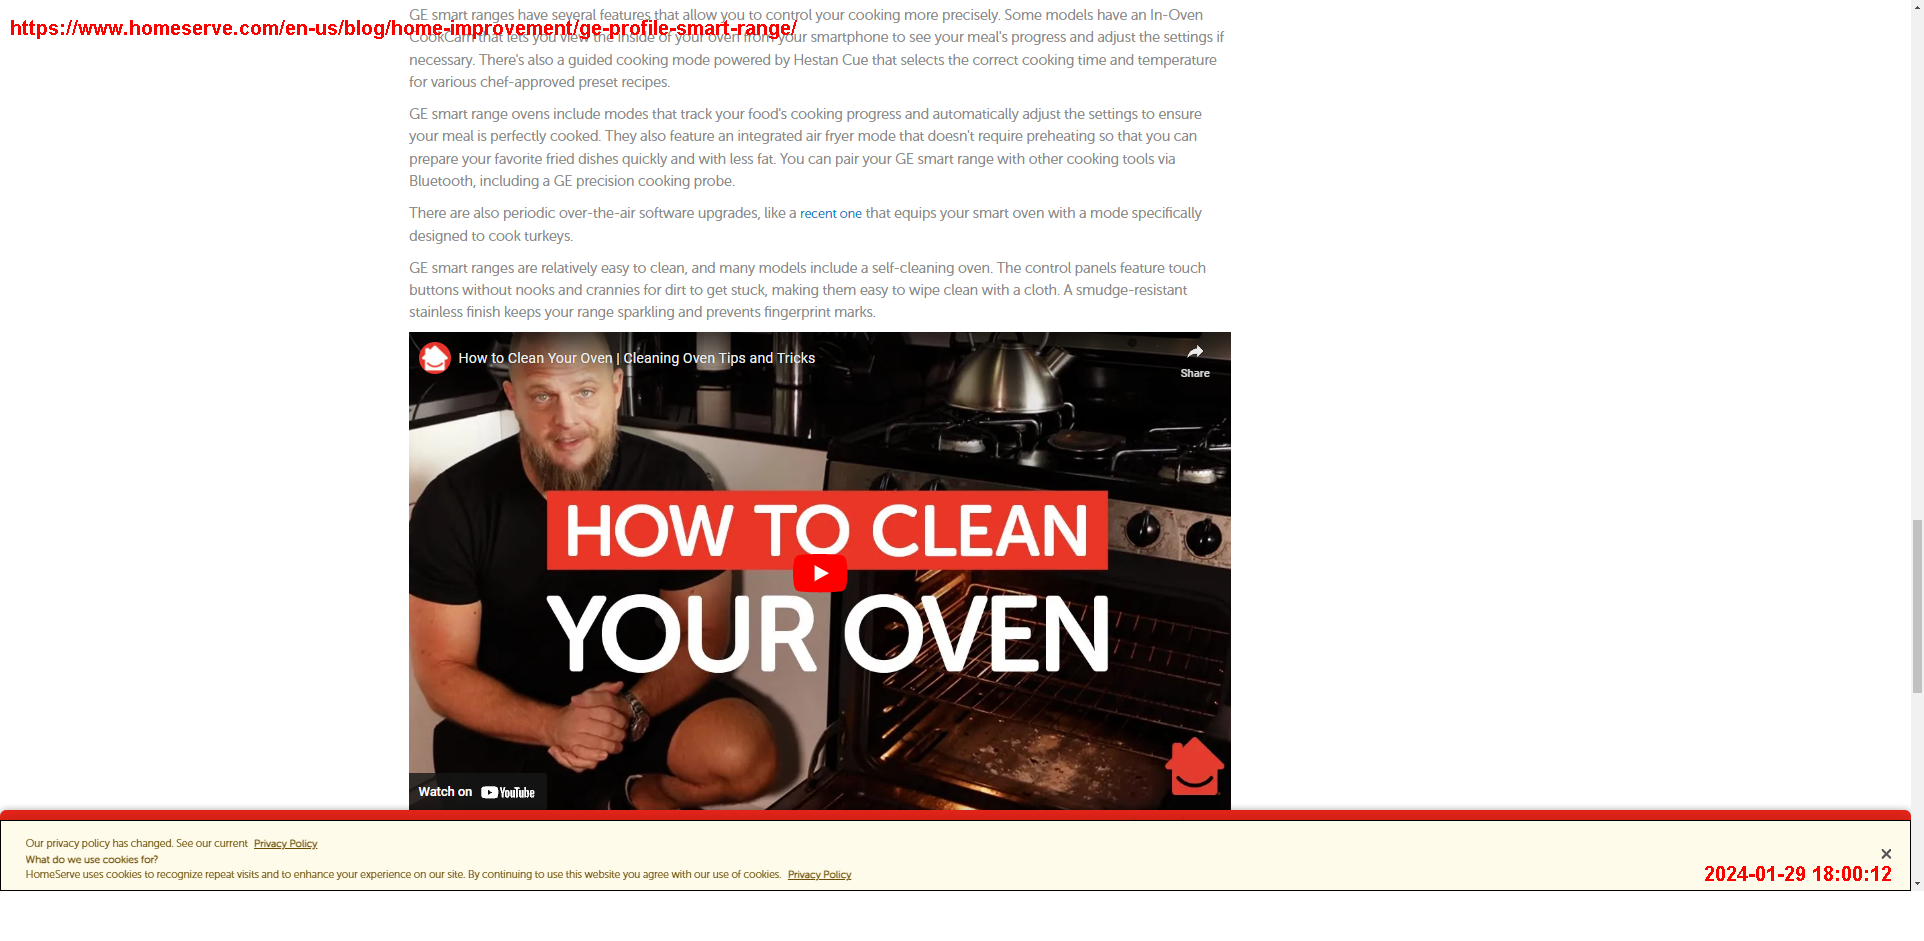 GE smart ranges have several features that allow you to control your cooking more precisely. Some models have an In-Oven
https://www.homeserve.com/en-us/blog/home-improvement/ge-profile-smart-range/
CookCam that lets you view the inside of your oven from your smartphone to see your meal's progress and adjust the settings if
necessary. There's also a guided cooking mode powered by Hestan Cue that selects the correct cooking time and temperature
for various chef-approved preset recipes.
GE smart range ovens include modes that track your food's cooking progress and automatically adjust the settings to ensure
your meal is perfectly cooked. They also feature an integrated air fryer mode that doesn't require preheating so that you can
prepare your favorite fried dishes quickly and with less fat. You can pair your GE smart range with other cooking tools via
Bluetooth, including a GE precision cooking probe.
There are also periodic over-the-air software upgrades, like a recent one that equips your smart oven with a mode specifically
designed to cook turkeys.
GE smart ranges are relatively easy to clean, and many models include a self-cleaning oven. The control panels feature touch
buttons without nooks and crannies for dirt to get stuck, making them easy to wipe clean with a cloth. A smudge-resistant
stainless finish keeps your range sparkling and prevents fingerprint marks.
How to Clean Your Oven | Cleaning Oven Tips and Tricks
Share
HOW TO CLEAN
YOUR OVEN
Watch on YouTube
Our privacy policy has changed. See our current Privacy Policy
What do we use cookies for?
HomeServe uses cookies to recognize repeat visits and to enhance your experience on our site. By continuing to use this website you agree with our use of cookies. Privacy Policy
2024-01-29 18:00:12